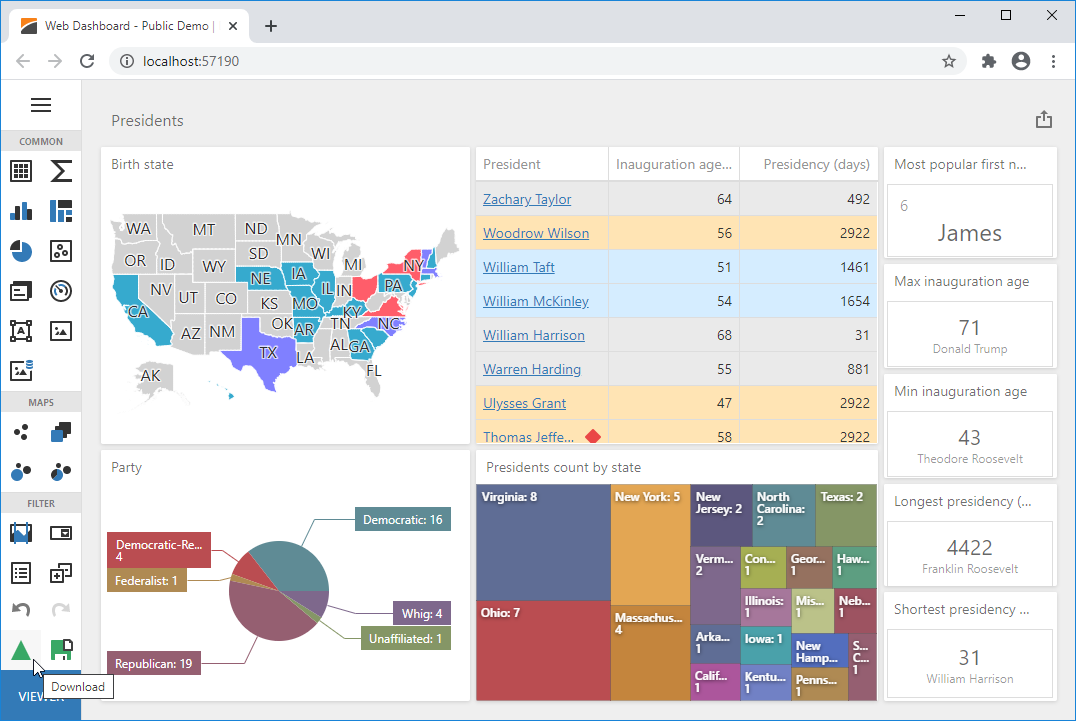 Web Dashboard - Public Demo |
localhost:57190
Presidents
COMMON
MAPS
FILTER
VIEWER
Download
Birth state
WA
MT
ND
MN
OR
ID
SD
WI
MI
NY
WY
NE
IA
PA
NV
UT
CO
IL
IN
CA
KS
MO
KY
AZ
NM
OK
AR
TN
NC
TX
LA
AL
GA
AK
FL
President
Inauguration age...
Presidency (days)
Zachary Taylor
64
492
Woodrow Wilson
56
2922
William Taft
51
1461
William McKinley
54
1654
William Harrison
68
31
Warren Harding
55
881
Ulysses Grant
47
2922
Thomas Jeffe...
58
2922
Most popular first n...
6
James
Max inauguration age
71
Donald Trump
Min inauguration age
43
Theodore Roosevelt
Longest presidency (...
4422
Franklin Roosevelt
Shortest presidency ...
31
William Harrison
Party
Democratic: 16
Democratic-Re...
4
Federalist: 1
Whig: 4
Unaffiliated: 1
Republican: 19
Presidents count by state
Virginia: 8
Ohio: 7
New York: 5
Massachus...
4
New
Jersey: 2
North
Carolina:
2
Texas: 2
Verm...
2
Con...
1
Geor...
1
Haw...
1
Illinois:
1
Mis...
1
Neb...
1
Arka...
1
Iowa:
1
New
Hamp...
1
S...
C...
1
Calif...
1
Kentu...
1
Penns...
1